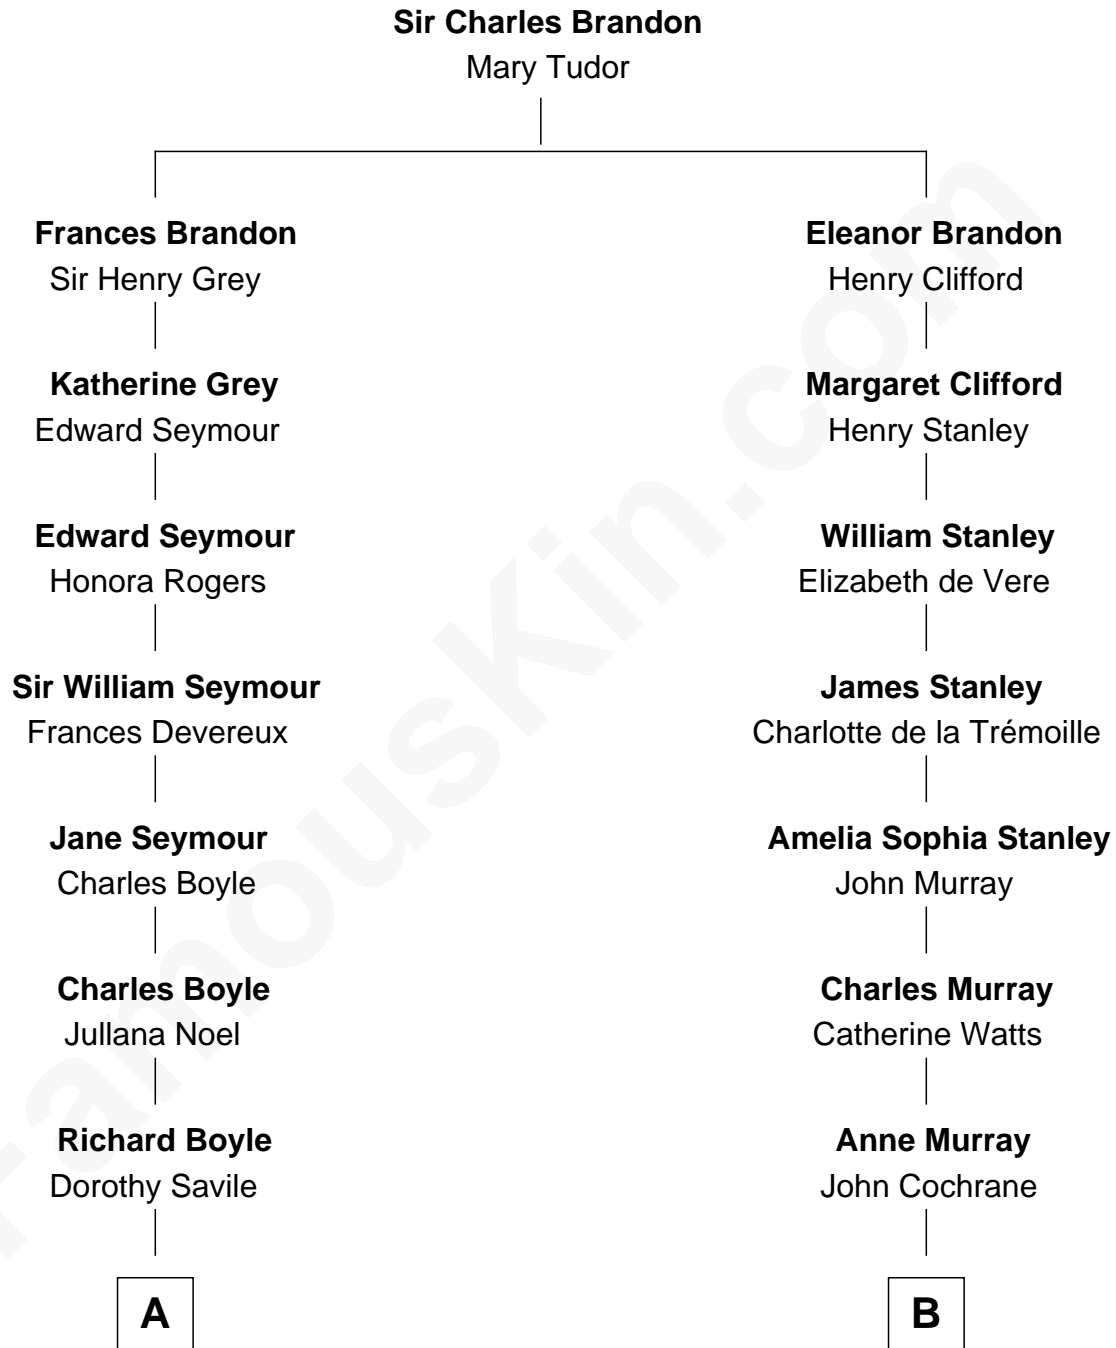 Sir Charles Brandon
Mary Tudor
Frances Brandon
Sir Henry Grey
Eleanor Brandon
Henry Clifford
Katherine Grey
Edward Seymour
Margaret Clifford
Henry Stanley
Edward Seymour
Honora Rogers
William Stanley
Elizabeth de Vere
Sir William Seymour
Frances Devereux
James Stanley
Charlotte de la Trémoille
Jane Seymour
Charles Boyle
Amelia Sophia Stanley
John Murray
Charles Boyle
Jullana Noel
Charles Murray
Catherine Watts
Richard Boyle
Dorothy Savile
Anne Murray
John Cochrane
A
B
FamousKin.com